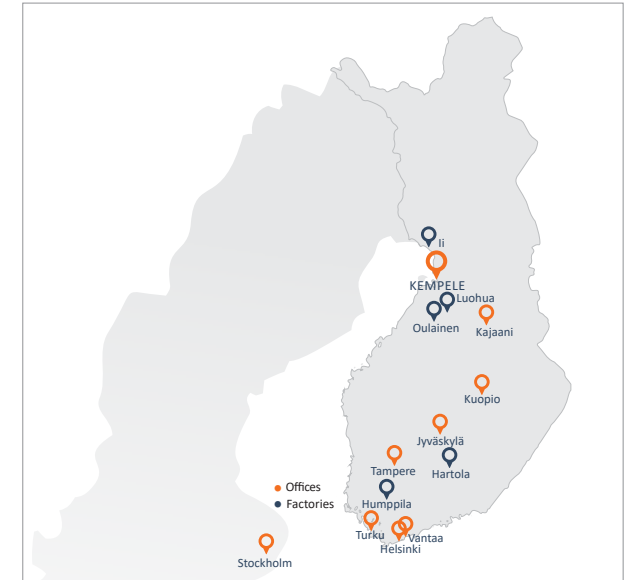 Ii
KEMPELE
Luohua
Oulainen
Kajaani
Kuopio
Jyväskylä
Tampere
Hartola
Offices
Humppila
Factories
Turku
Vantaa
Helsinki
Stockholm